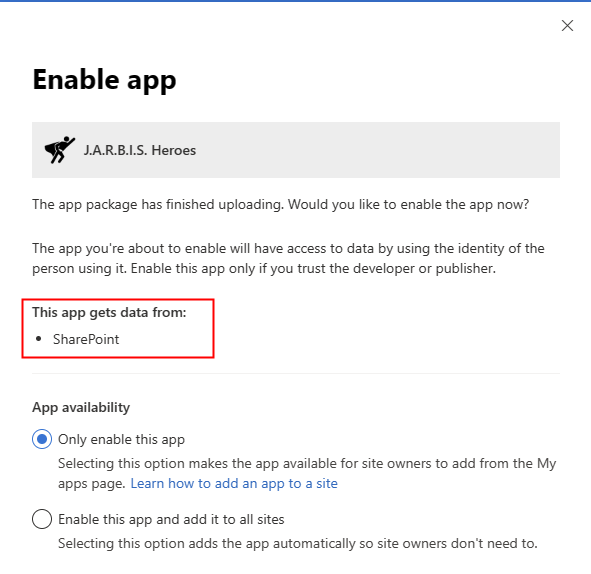 Enable app
J.A.R.B.I.S. Heroes
The app package has finished uploading. Would you like to enable the app now?
The app you're about to enable will have access to data by using the identity of the
person using it. Enable this app only if you trust the developer or publisher.
This app gets data from:
• SharePoint
App availability
Only enable this app
Selecting this option makes the app available for site owners to add from the My
apps page. Learn how to add an app to a site
Enable this app and add it to all sites
Selecting this option adds the app automatically so site owners don't need to.